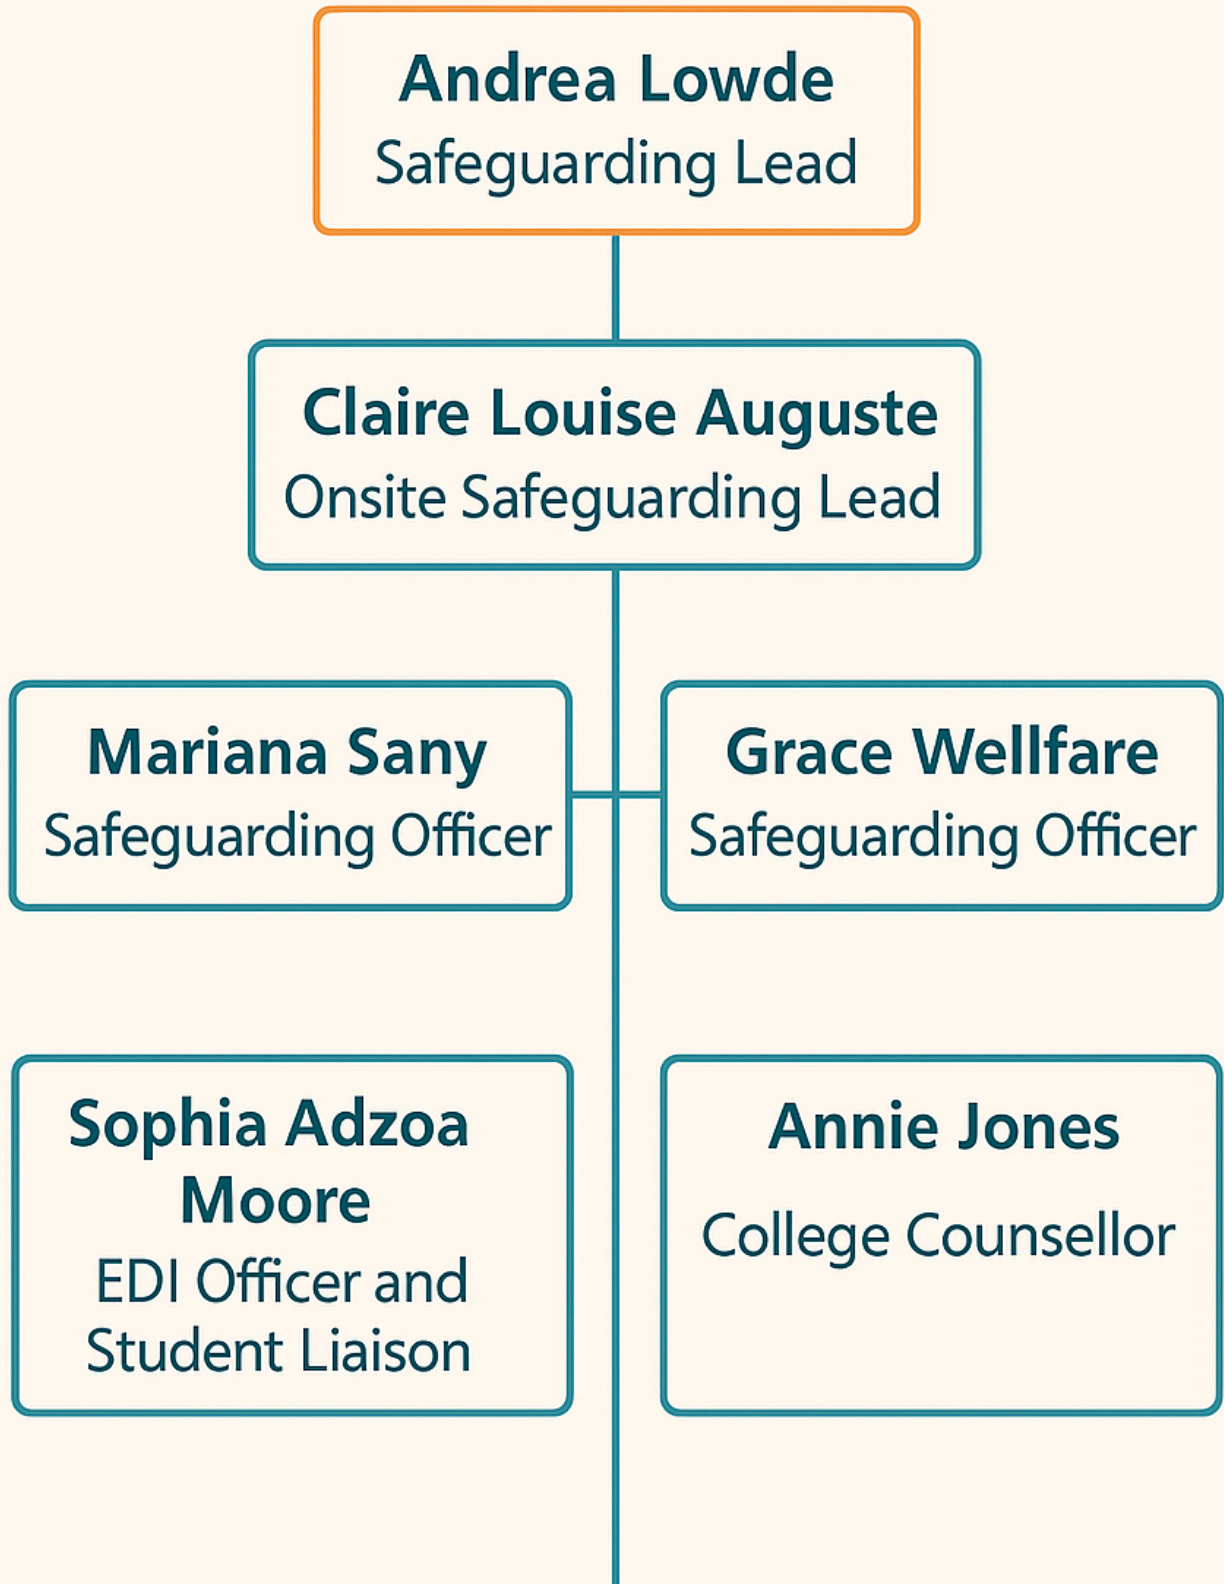 Andrea Lowde
Safeguarding Lead
Claire Louise Auguste
Onsite Safeguarding Lead
Mariana Sany
Safeguarding Officer
Grace Wellfare
Safeguarding Officer
Sophia Adzoa
Moore
EDI Officer and
Student Liaison
Annie Jones
College Counsellor